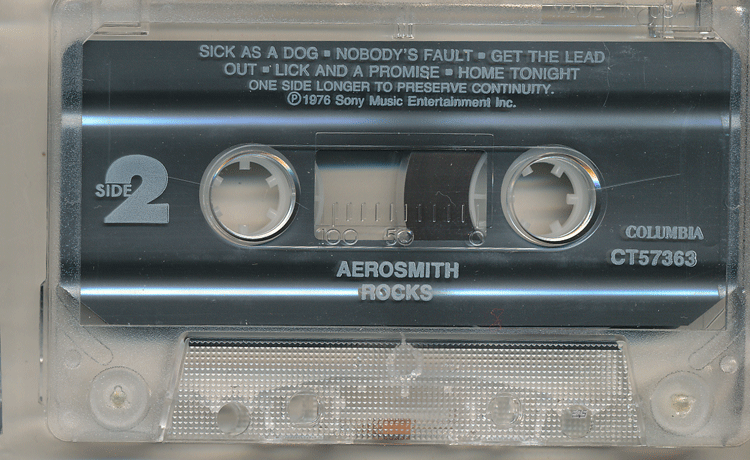 SICK AS A DOG ▪ NOBODY'S FAULT ▪ GET THE LEAD
OUT ▪ LICK AND A PROMISE ▪ HOME TONIGHT
ONE SIDE LONGER TO PRESERVE CONTINUITY.
℗1976 Sony Music Entertainment Inc.
SIDE 2
100 50 0
COLUMBIA
CT57363
AEROSMITH
ROCKS